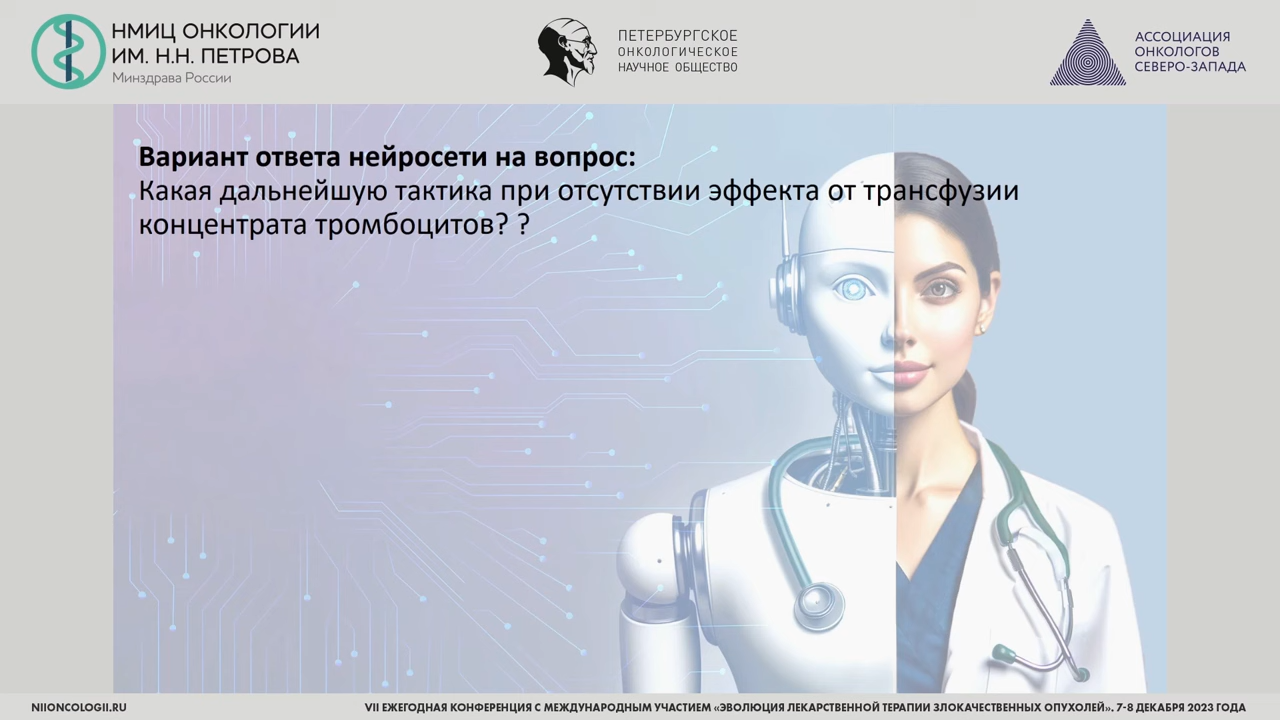 НМИЦ ОНКОЛОГИИ
ИМ. Н.Н. ПЕТРОВА
Минздрава России
ПЕТЕРБУРГСКОЕ
ОНКОЛОГИЧЕСКОЕ
НАУЧНОЕ ОБЩЕСТВО
АССОЦИАЦИЯ
ОНКОЛОГОВ
СЕВЕРО-ЗАПАДА
Вариант ответа нейросети на вопрос:
Какая дальнейшую тактика при отсутствии эффекта от трансфузии
концентрата тромбоцитов? ?
NIIONCOLOGII.RU
VII ЕЖЕГОДНАЯ КОНФЕРЕНЦИЯ С МЕЖДУНАРОДНЫМ УЧАСТИЕМ «ЭВОЛЮЦИЯ ЛЕКАРСТВЕННОЙ ТЕРАПИИ ЗЛОКАЧЕСТВЕННЫХ ОПУХОЛЕЙ». 7-8 ДЕКАБРЯ 2023 ГОДА